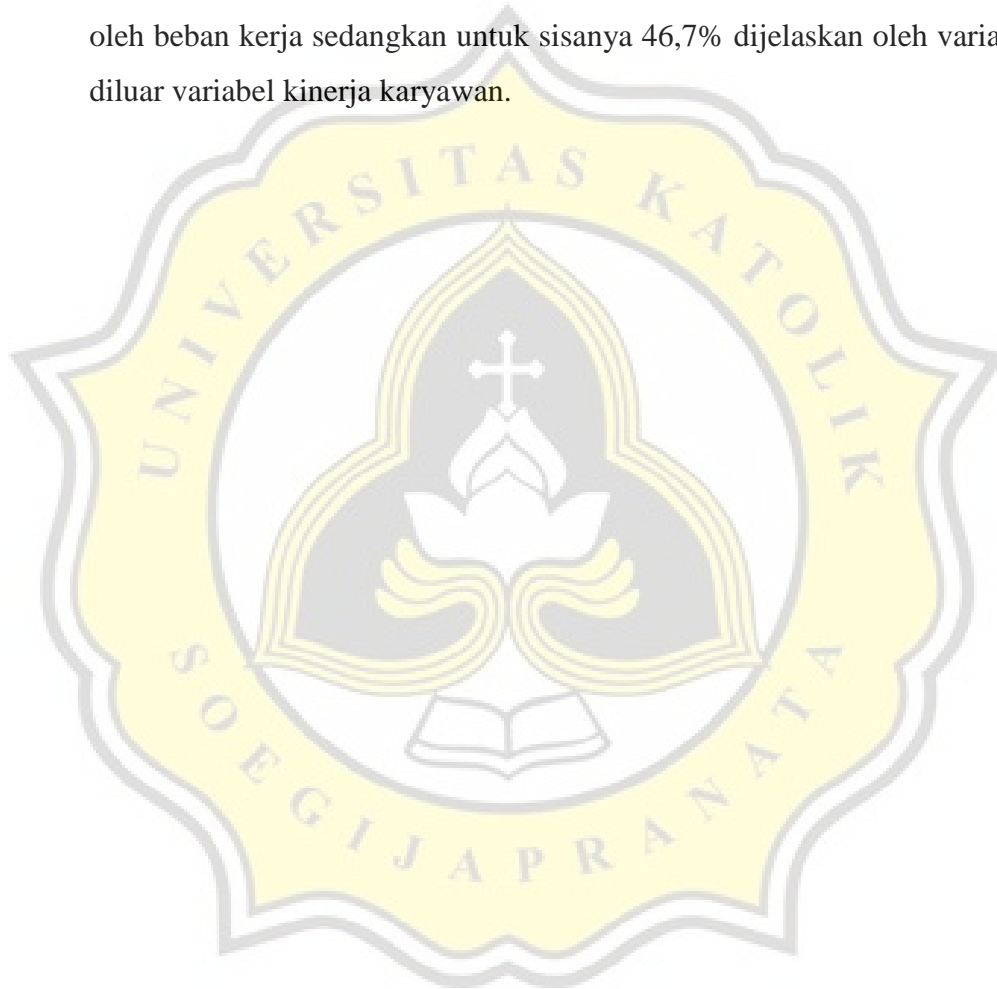 oleh beban kerja sedangkan untuk sisanya 46,7% dijelaskan oleh varia
diluar variabel kinerja karyawan.
UNIVERSITAS KATOLIK
SOEGIJAPRANATA